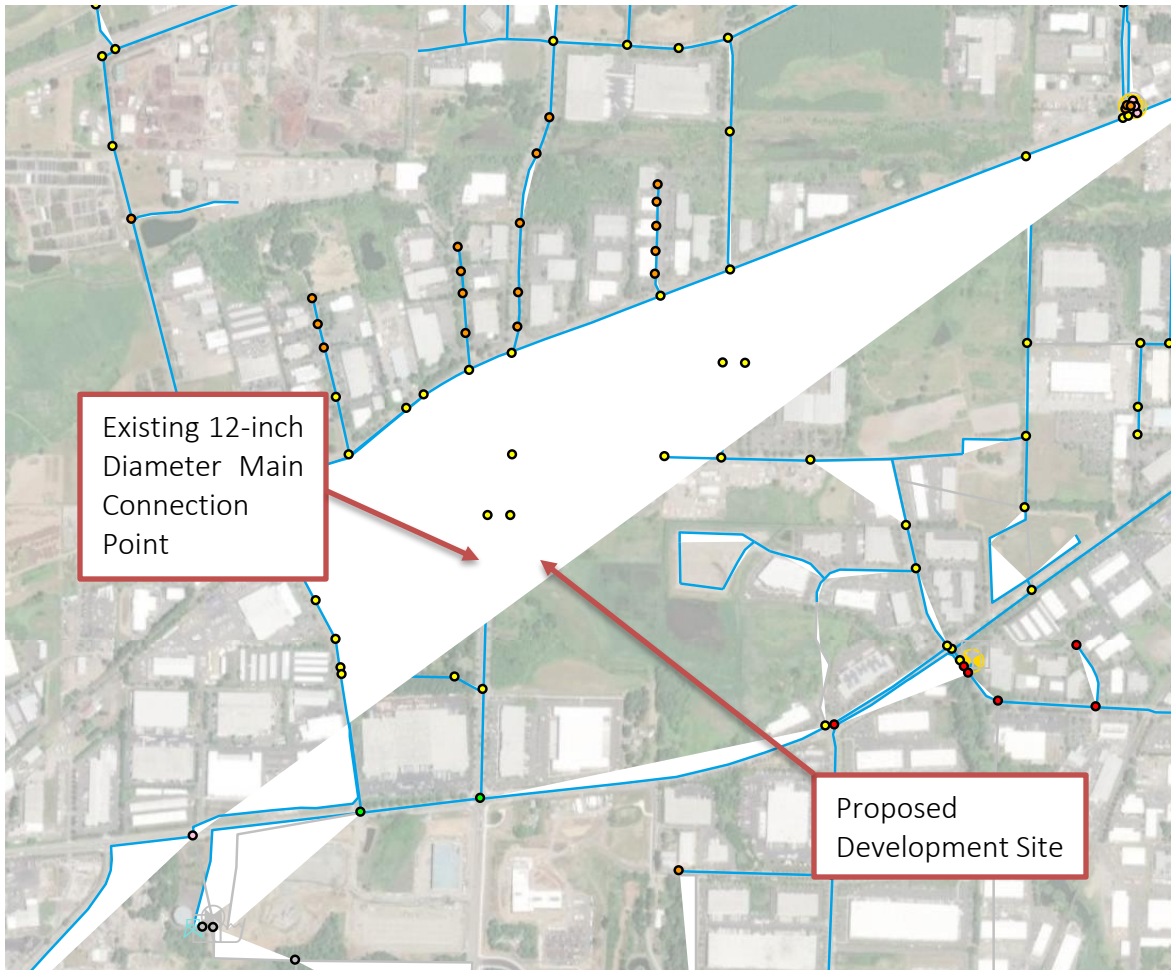 Existing 12-inch
Diameter Main
Connection
Point
Proposed
Development Site